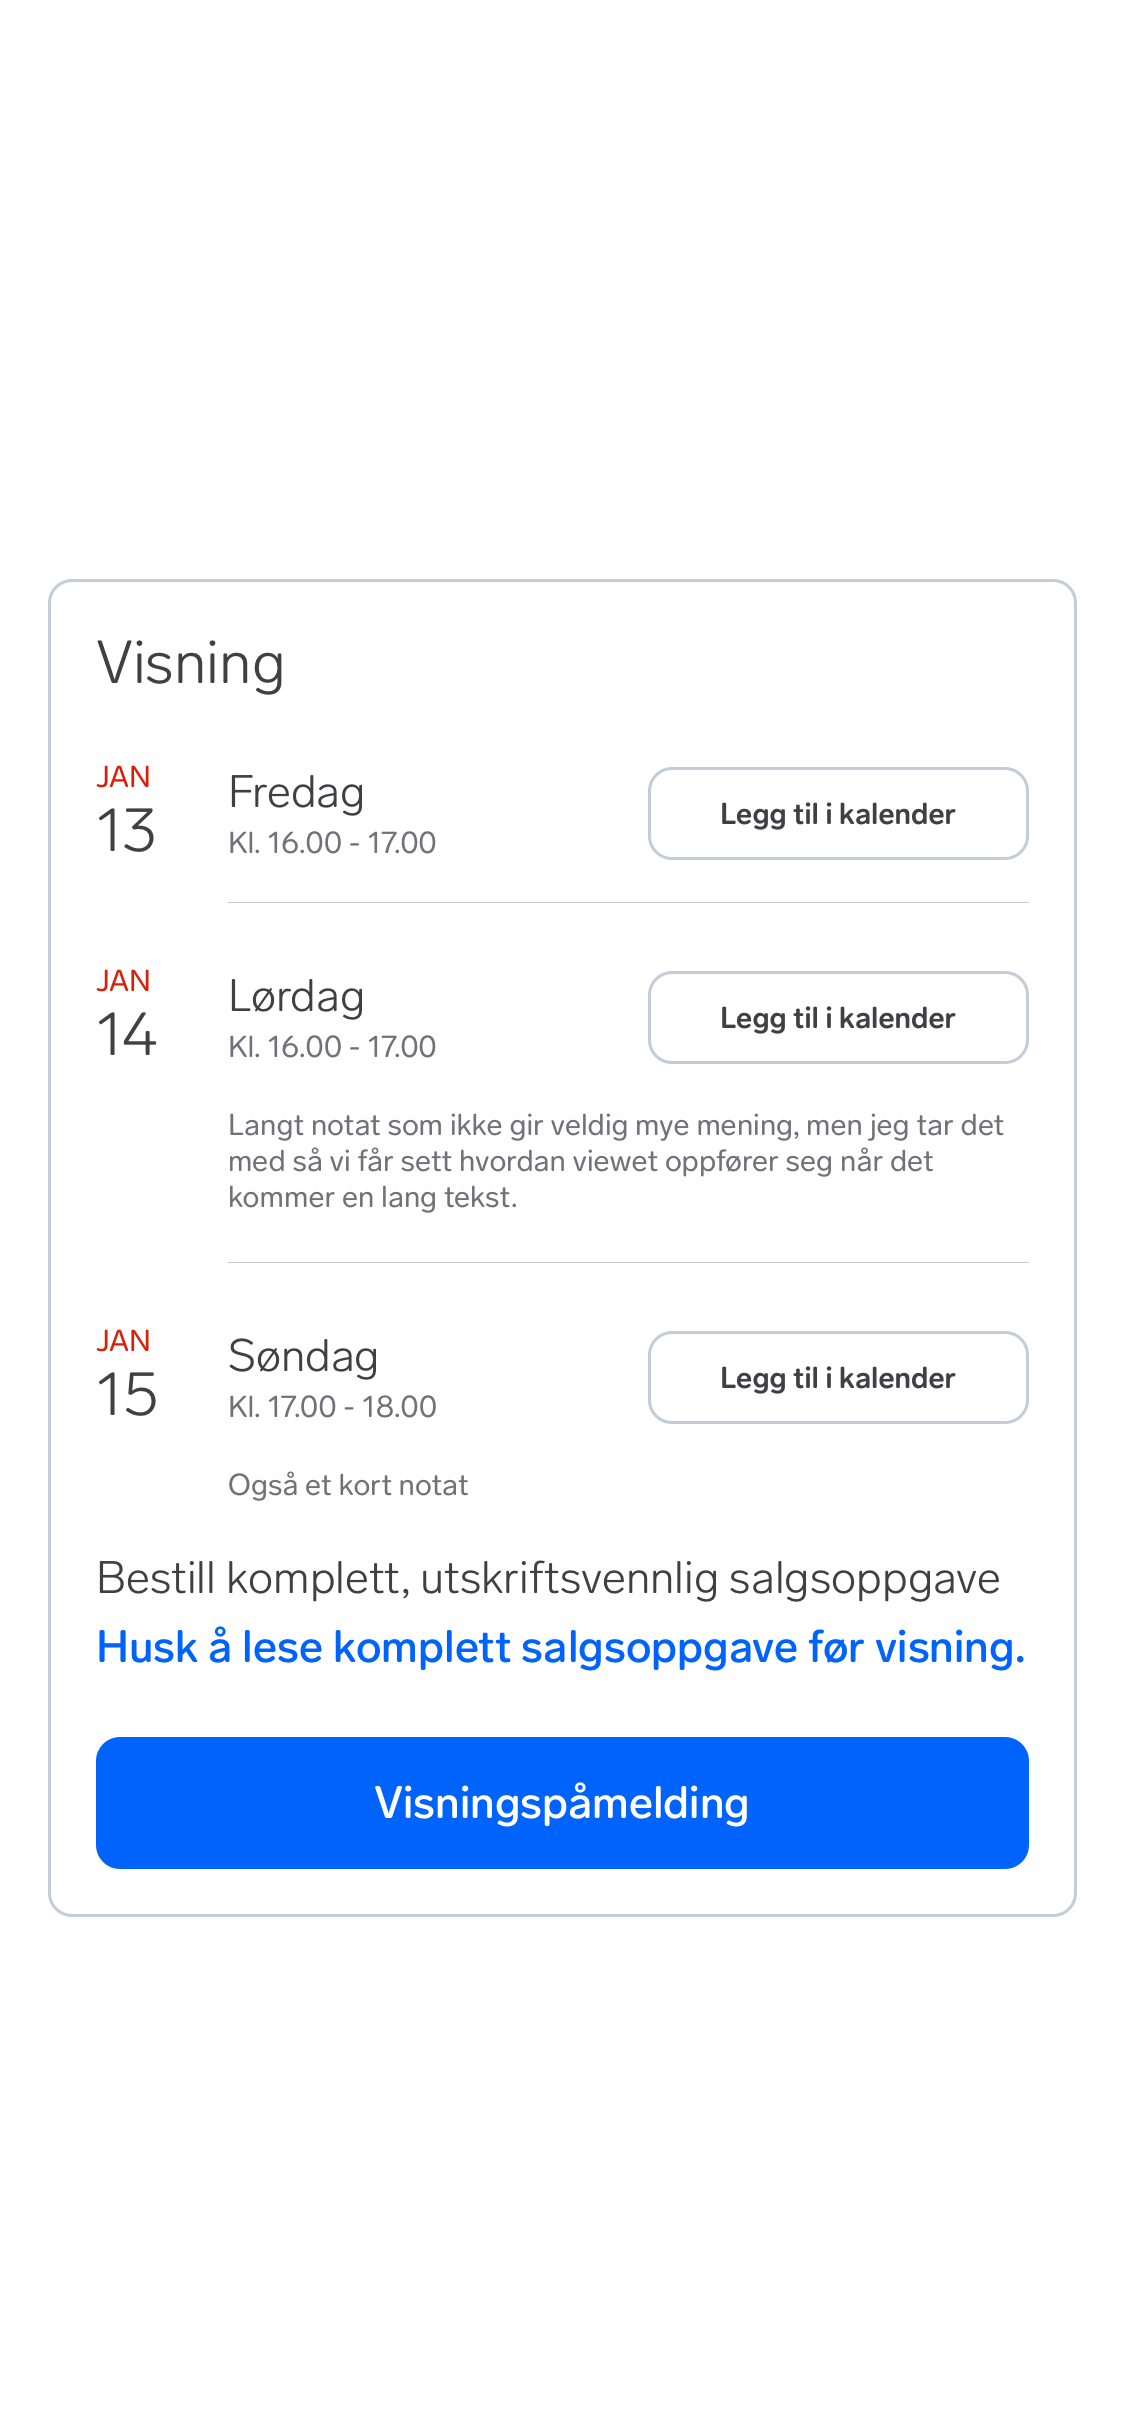 Visning
JAN
13
Fredag
Kl. 16.00 - 17.00
Legg til i kalender
JAN
14
Lørdag
Kl. 16.00 - 17.00
Legg til i kalender
Langt notat som ikke gir veldig mye mening, men jeg tar det
med så vi får sett hvordan viewet oppfører seg når det
kommer en lang tekst.
JAN
15
Søndag
Kl. 17.00 - 18.00
Legg til i kalender
Også et kort notat
Bestill komplett, utskriftsvennlig salgsoppgave
Husk å lese komplett salgsoppgave før visning.
Visningspåmelding